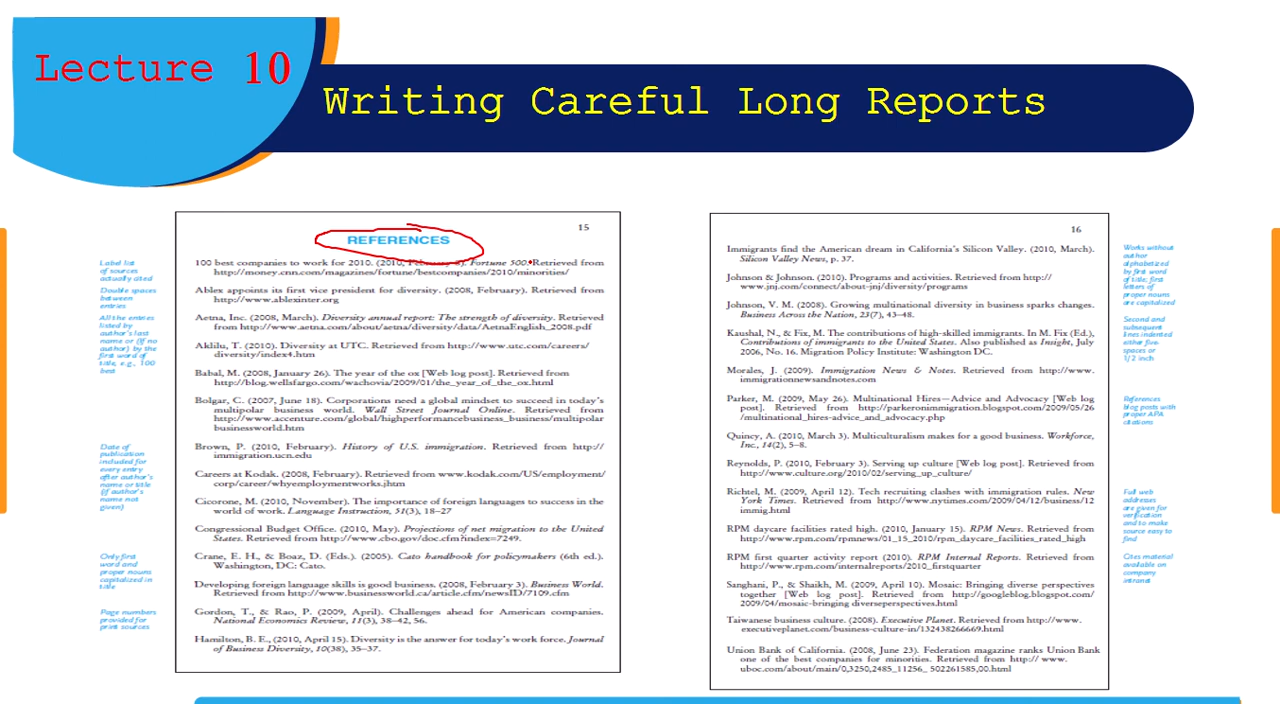 Lecture 10
Writing Careful Long Reports
15
REFERENCES
Label list
of sources
actually cited
Double spaces
between
entries
All the entries
listed by
author's last
name or (if no
author) by the
first word of
title, e.g., 100
best
Date of
publication
included for
every entry
after author's
name or title
(if author's
name not
given)
Only first
word and
proper nouns
capitalized in
title
Page numbers
provided for
print sources
100 best companies to work for 2010. (2010, February 8). Fortune 500. Retrieved from
http://money.cnn.com/magazines/fortune/bestcompanies/2010/minorities/
Ablex appoints its first vice president for diversity. (2008, February). Retrieved from
http://www.ablexinter.org
Aetna, Inc. (2008, March). Diversity annual report: The strength of diversity. Retrieved
from http://www.aetna.com/about/aetna/diversity/data/AetnaEnglish_2008.pdf
Aklilu, T. (2010). Diversity at UTC. Retrieved from http://www.utc.com/careers/
diversity/index4.htm
Babal, M. (2008, January 26). The year of the ox [Web log post]. Retrieved from
http://blog.wellsfargo.com/wachovia/2009/01/the_year_of_the_ox.html
Bolgar, C. (2007, June 18). Corporations need a global mindset to succeed in today's
multipolar business world. Wall Street Journal Online. Retrieved from
http://www.accenture.com/global/highperformancebusiness_business/multipolar
businessworld.htm
Brown, P. (2010, February). History of U.S. immigration. Retrieved from http://
immigration.ucn.edu
Careers at Kodak. (2008, February). Retrieved from www.kodak.com/US/employment/
corp/career/whyemploymentworks.jhtm
Cicorone, M. (2010, November). The importance of foreign languages to success in the
world of work. Language Instruction, 51(3), 18–27
Congressional Budget Office. (2010, May). Projections of net migration to the United
States. Retrieved from http://www.cbo.gov/doc.cfm?index=7249.
Crane, E. H., & Boaz, D. (Eds.). (2005). Cato handbook for policymakers (6th ed.).
Washington, DC: Cato.
Developing foreign language skills is good business. (2008, February 3). Business World.
Retrieved from http://www.businessworld.ca/article.cfm/newsID/7109.cfm
Gordon, T., & Rao, P. (2009, April). Challenges ahead for American companies.
National Economics Review, 11(3), 38–42, 56.
Hamilton, B. E., (2010, April 15). Diversity is the answer for today's work force. Journal
of Business Diversity, 10(38), 35–37.
16
Immigrants find the American dream in California's Silicon Valley. (2010, March).
Silicon Valley News, p. 37.
Johnson & Johnson. (2010). Programs and activities. Retrieved from http://
www.jnj.com/connect/about-jnj/diversity/programs
Johnson, V. M. (2008). Growing multinational diversity in business sparks changes.
Business Across the Nation, 23(7), 43–48.
Kaushal, N., & Fix, M. The contributions of high-skilled immigrants. In M. Fix (Ed.),
Contributions of immigrants to the United States. Also published as Insight, July
2006, No. 16. Migration Policy Institute: Washington DC.
Morales, J. (2009). Immigration News & Notes. Retrieved from http://www.
immigrationnewsandnotes.com
Parker, M. (2009, May 26). Multinational Hires—Advice and Advocacy [Web log
post]. Retrieved from http://parkeronimmigration.blogspot.com/2009/05/26
/multinational_hires-advice_and_advocacy.php
Quincy, A. (2010, March 3). Multiculturalism makes for a good business. Workforce,
Inc., 14(2), 5–8.
Reynolds, P. (2010, February 3). Serving up culture [Web log post]. Retrieved from
http://www.culture.org/2010/02/serving_up_culture/
Richtel, M. (2009, April 12). Tech recruiting clashes with immigration rules. New
York Times. Retrieved from http://www.nytimes.com/2009/04/12/business/12
immig.html
RPM daycare facilities rated high. (2010, January 15). RPM News. Retrieved from
http://www.rpm.com/rpmnews/01_15_2010/rpm_daycare_facilities_rated_high
RPM first quarter activity report (2010). RPM Internal Reports. Retrieved from
http://www.rpm.com/internalreports/2010_firstquarter
Sanghani, P., & Shaikh, M. (2009, April 10). Mosaic: Bringing diverse perspectives
together [Web log post]. Retrieved from http://googleblog.blogspot.com/
2009/04/mosaic-bringing diverseperspectives.html
Taiwanese business culture. (2008). Executive Planet. Retrieved from http://www.
executiveplanet.com/business-culture-in/132438266669.html
Union Bank of California. (2008, June 23). Federation magazine ranks Union Bank
one of the best companies for minorities. Retrieved from http:// www.
uboc.com/about/main/0,3250,2485_11256_ 502261585,00.html
Works without
author
alphabetized
by first word
of title; first
letters of
proper nouns
are capitalized
Second and
subsequent
lines indented
either five
spaces or
1/2 inch
References
blog posts with
proper APA
citations
Full web
addresses
are given for
verification
and to make
source easy to
find
Cites material
available on
company
intranet